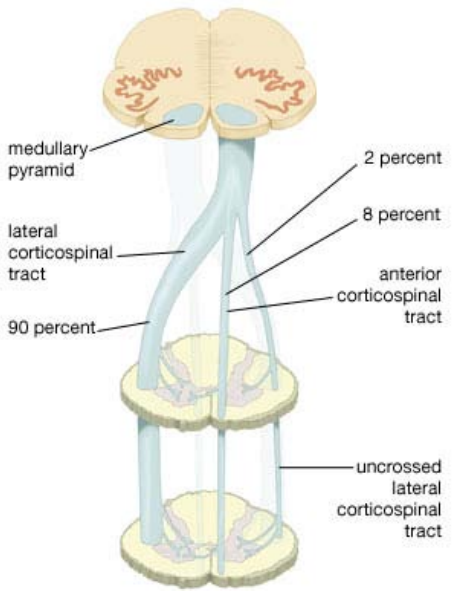 medullary
pyramid
2 percent
8 percent
lateral
corticospinal
tract
anterior
corticospinal
tract
90 percent
uncrossed
lateral
corticospinal
tract